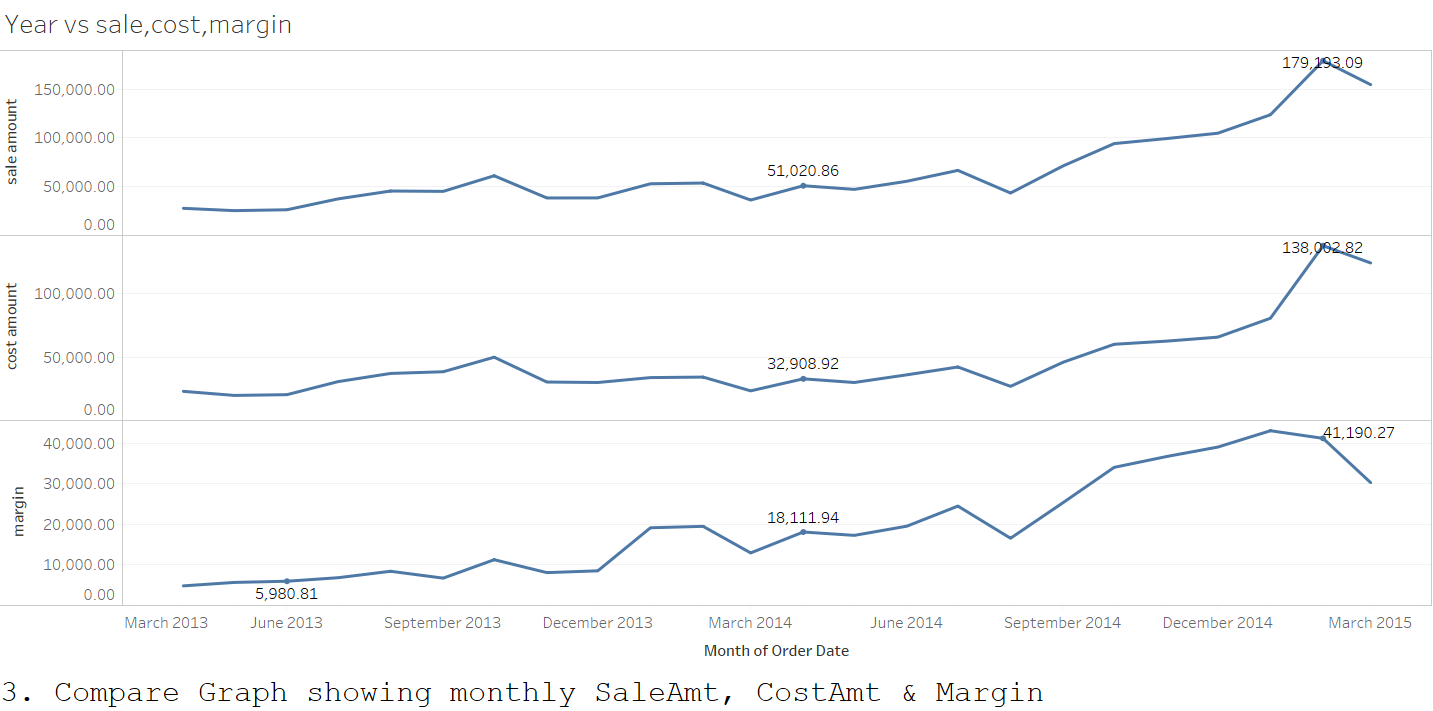 Year vs sale,cost,margin
179,193.09
150,000.00
100,000.00
51,020.86
50,000.00
0.00
sale amount
138,002.82
100,000.00
50,000.00
32,908.92
0.00
cost amount
41,190.27
40,000.00
30,000.00
20,000.00
18,111.94
10,000.00
0.00
5,980.81
margin
March 2013 June 2013 September 2013 December 2013 March 2014 June 2014 September 2014 December 2014 March 2015
Month of Order Date
3. Compare Graph showing monthly SaleAmt, CostAmt & Margin